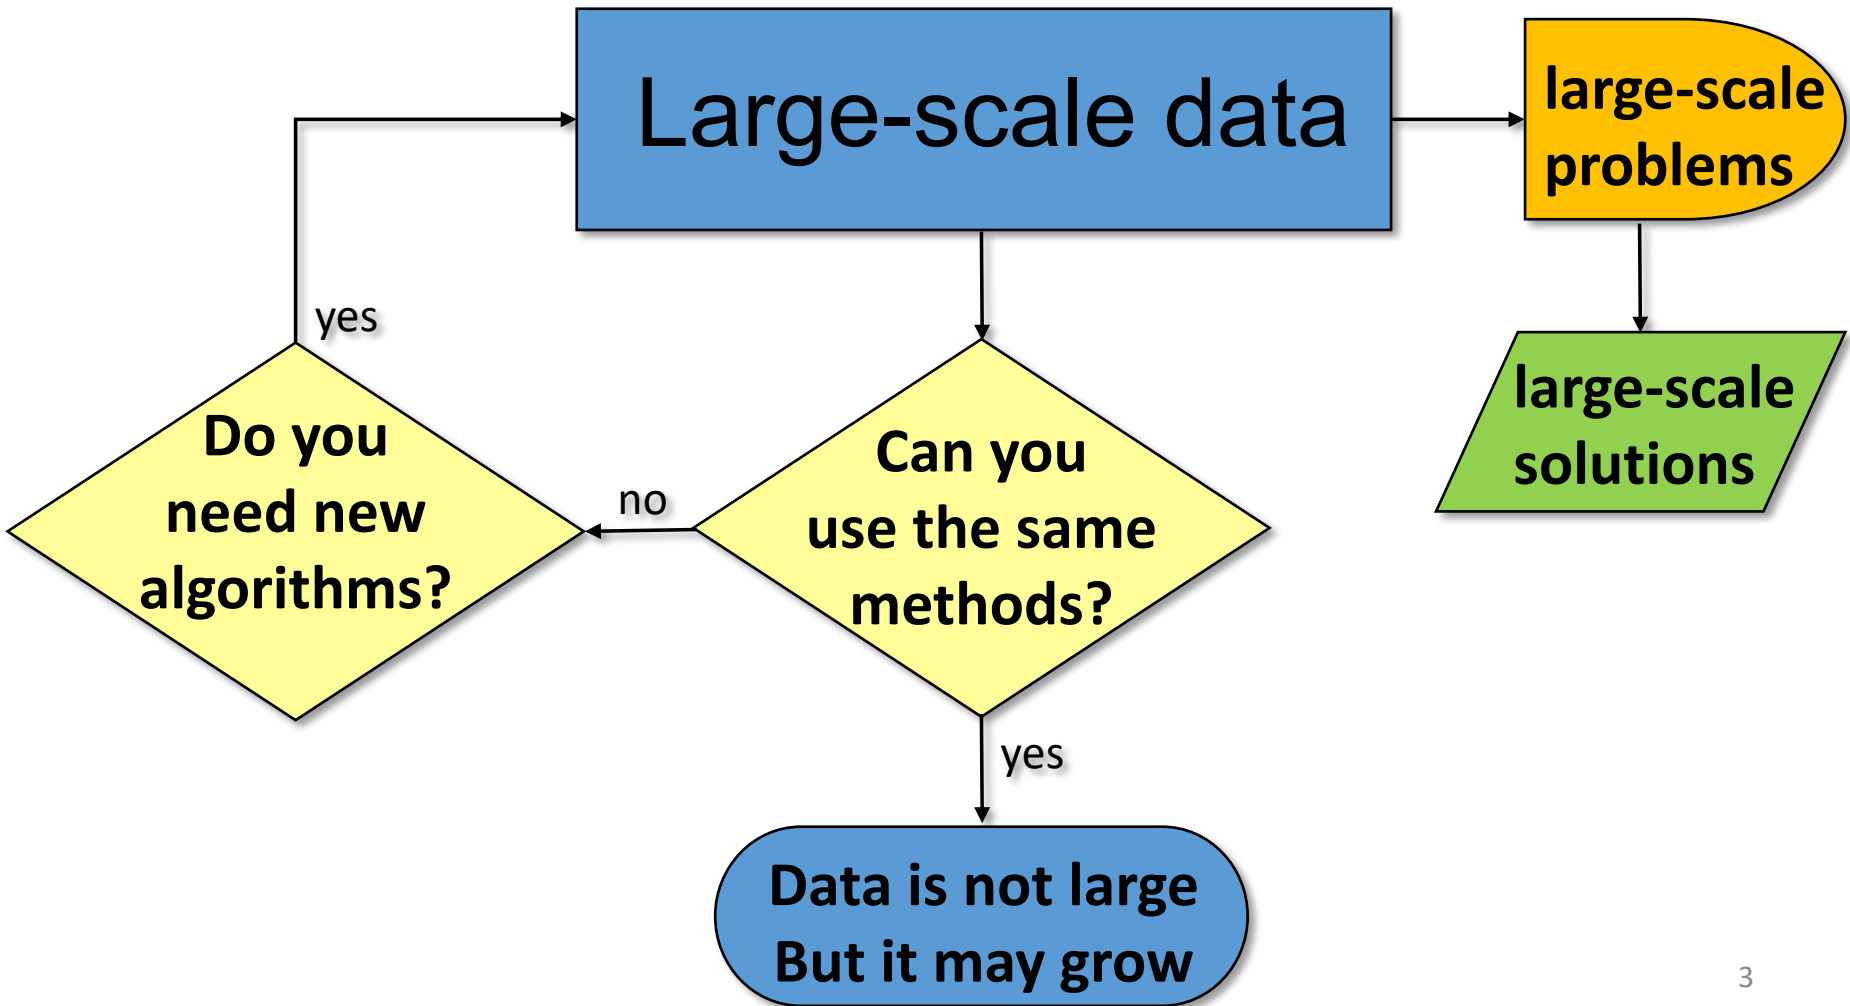 Large-scale data
large-scale
problems
yes
Do you
need new
algorithms?
no
Can you
use the same
methods?
large-scale
solutions
yes
Data is not large
But it may grow
3